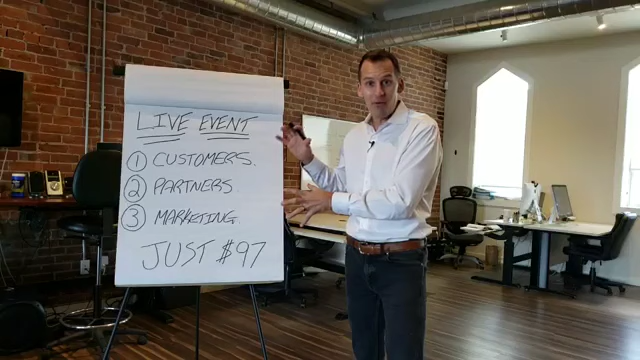 LIVE EVENT
1 CUSTOMERS.
2 PARTNERS.
3 MARKETING.
JUST $97